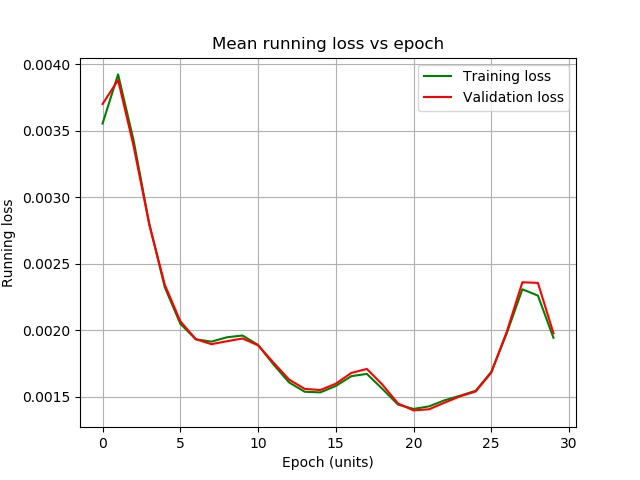 Mean running loss vs epoch
0.0040
Training loss
Validation loss
0.0035
0.0030
0.0025
0.0020
0.0015
Running loss
0 5 10 15 20 25 30
Epoch (units)